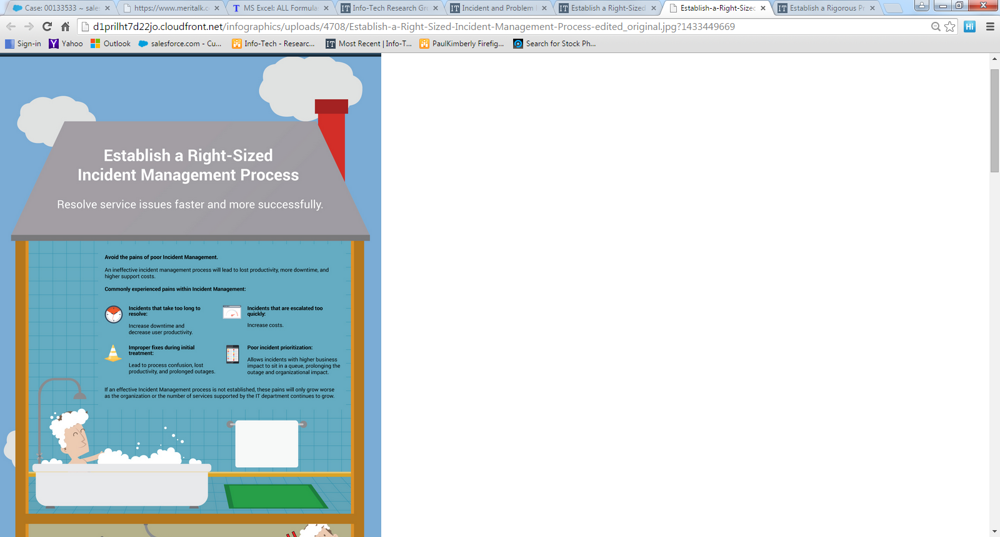 Case: 00133533 ~ sale
https://www.meritalk.c
MS Excel: ALL Formula
Info-Tech Research Gr
Incident and Problem
Establish a Right-Sized
Establish-a-Right-Sized
Establish a Rigorous Pr
d1prilht7d22jo.cloudfront.net/infographics/uploads/4708/Establish-a-Right-Sized-Incident-Management-Process-edited_original.jpg?1433449669
Hi
Sign-in
Yahoo
Outlook
salesforce.com - Cu...
Info-Tech - Researc...
Most Recent | Info-T...
PaulKimberly Firefig...
Search for Stock Ph...
Establish a Right-Sized
Incident Management Process
Resolve service issues faster and more successfully.
Avoid the pains of poor Incident Management.
An ineffective incident management process will lead to lost productivity, more downtime, and
higher support costs.
Commonly experienced pains within Incident Management:
Incidents that take too long to
resolve:
Increase downtime and
decrease user productivity.
Incidents that are escalated too
quickly:
Increase costs.
Improper fixes during initial
treatment:
Lead to process confusion, lost
productivity, and prolonged outages.
Poor incident prioritization:
Allows incidents with higher business
impact to sit in a queue, prolonging the
outage and organizational impact.
If an effective Incident Management process is not established, these pains will only grow worse
as the organization or the number of services supported by the IT department continues to grow.